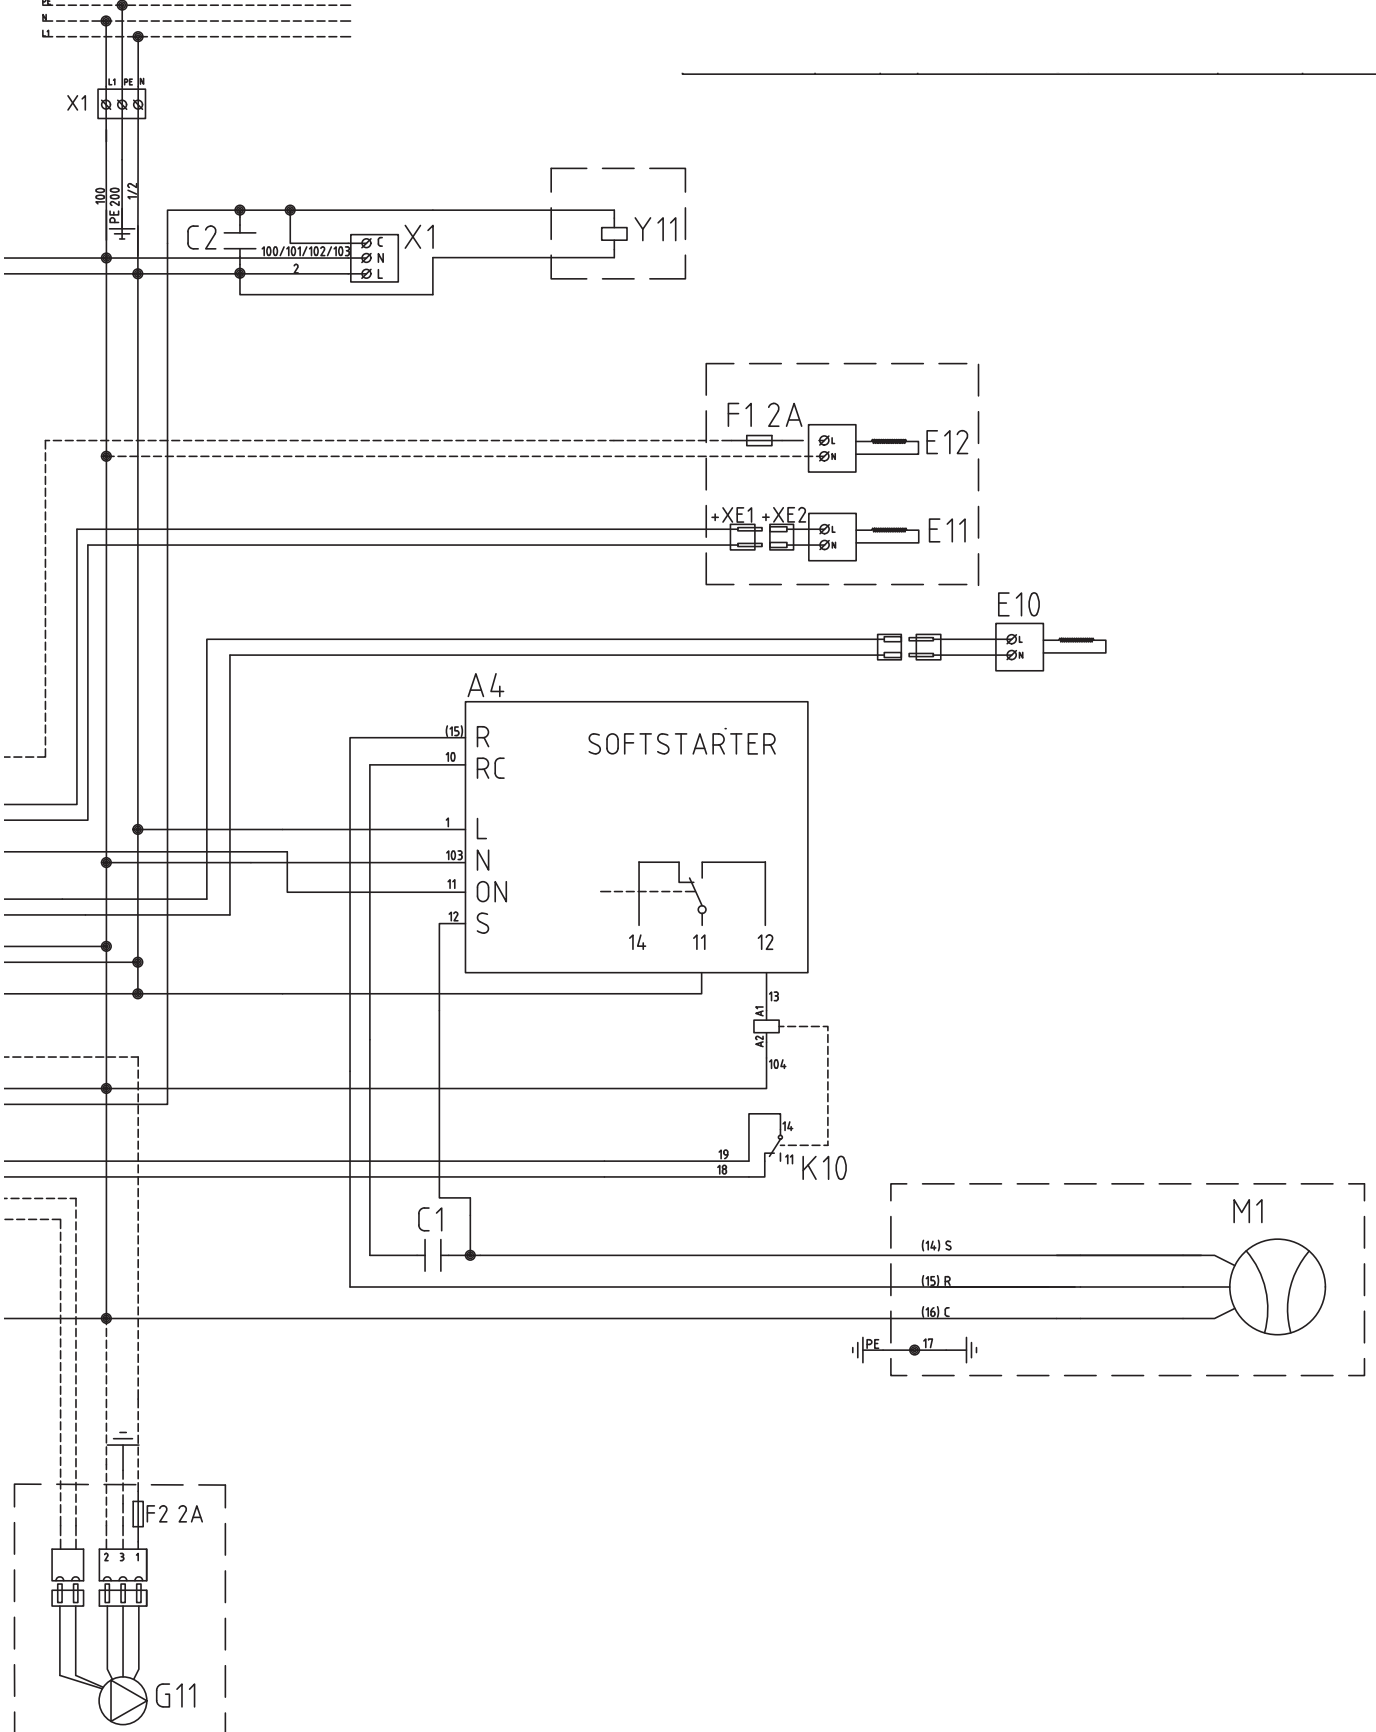 PE
N
L1
L1 PE N
X1
100
PE 200
1/2
C2
100/101/102/103
2
C
N
L
X1
Y11
F1 2A
L
N
E12
+XE1 +XE2
L
N
E11
E10
L
N
A4
SOFTSTARTER
(15) R
10 RC
1 L
103 N
11 ON
12 S
14 11 12
13
A1
A2
104
14
19
18
11 K10
C1
M1
(14) S
(15) R
(16) C
PE 17
F2 2A
2 3 1
G11